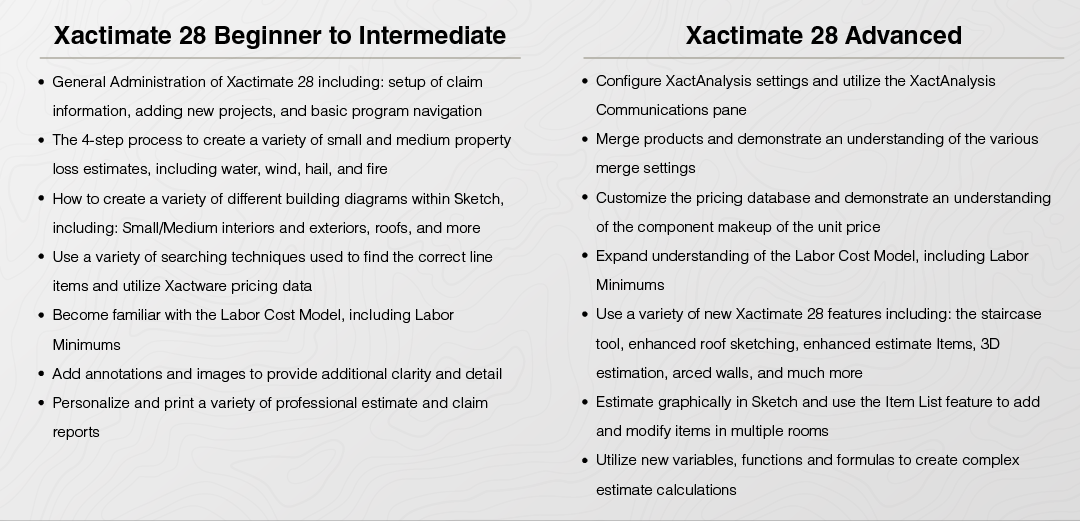 Xactimate 28 Beginner to Intermediate
• General Administration of Xactimate 28 including: setup of claim
information, adding new projects, and basic program navigation
• The 4-step process to create a variety of small and medium property
loss estimates, including water, wind, hail, and fire
• How to create a variety of different building diagrams within Sketch,
including: Small/Medium interiors and exteriors, roofs, and more
• Use a variety of searching techniques used to find the correct line
items and utilize Xactware pricing data
• Become familiar with the Labor Cost Model, including Labor
Minimums
• Add annotations and images to provide additional clarity and detail
• Personalize and print a variety of professional estimate and claim
reports
Xactimate 28 Advanced
• Configure XactAnalysis settings and utilize the XactAnalysis
Communications pane
• Merge products and demonstrate an understanding of the various
merge settings
• Customize the pricing database and demonstrate an understanding
of the component makeup of the unit price
• Expand understanding of the Labor Cost Model, including Labor
Minimums
• Use a variety of new Xactimate 28 features including: the staircase
tool, enhanced roof sketching, enhanced estimate Items, 3D
estimation, arced walls, and much more
• Estimate graphically in Sketch and use the Item List feature to add
and modify items in multiple rooms
• Utilize new variables, functions and formulas to create complex
estimate calculations